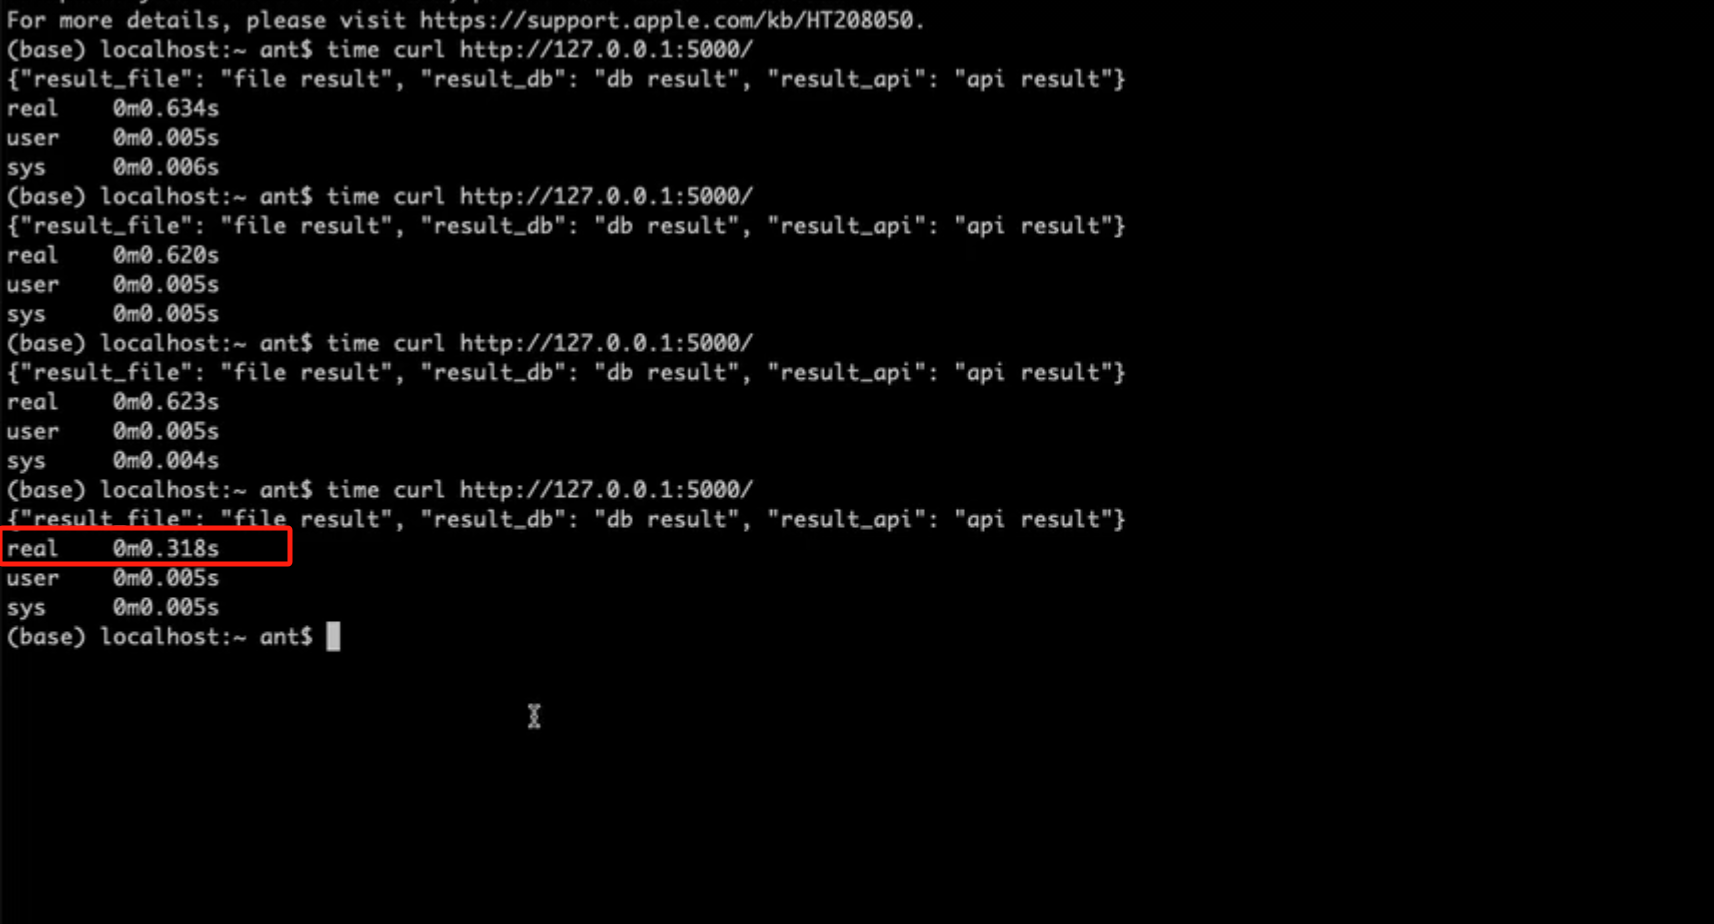 For more details, please visit https://support.apple.com/kb/HT208050.
(base) localhost:~ ant$ time curl http://127.0.0.1:5000/
{"result_file": "file result", "result_db": "db result", "result_api": "api result"}
real 0m0.634s
user 0m0.005s
sys 0m0.006s
(base) localhost:~ ant$ time curl http://127.0.0.1:5000/
{"result_file": "file result", "result_db": "db result", "result_api": "api result"}
real 0m0.620s
user 0m0.005s
sys 0m0.005s
(base) localhost:~ ant$ time curl http://127.0.0.1:5000/
{"result_file": "file result", "result_db": "db result", "result_api": "api result"}
real 0m0.623s
user 0m0.005s
sys 0m0.004s
(base) localhost:~ ant$ time curl http://127.0.0.1:5000/
{"result_file": "file result", "result_db": "db result", "result_api": "api result"}
real 0m0.318s
user 0m0.005s
sys 0m0.005s
(base) localhost:~ ant$